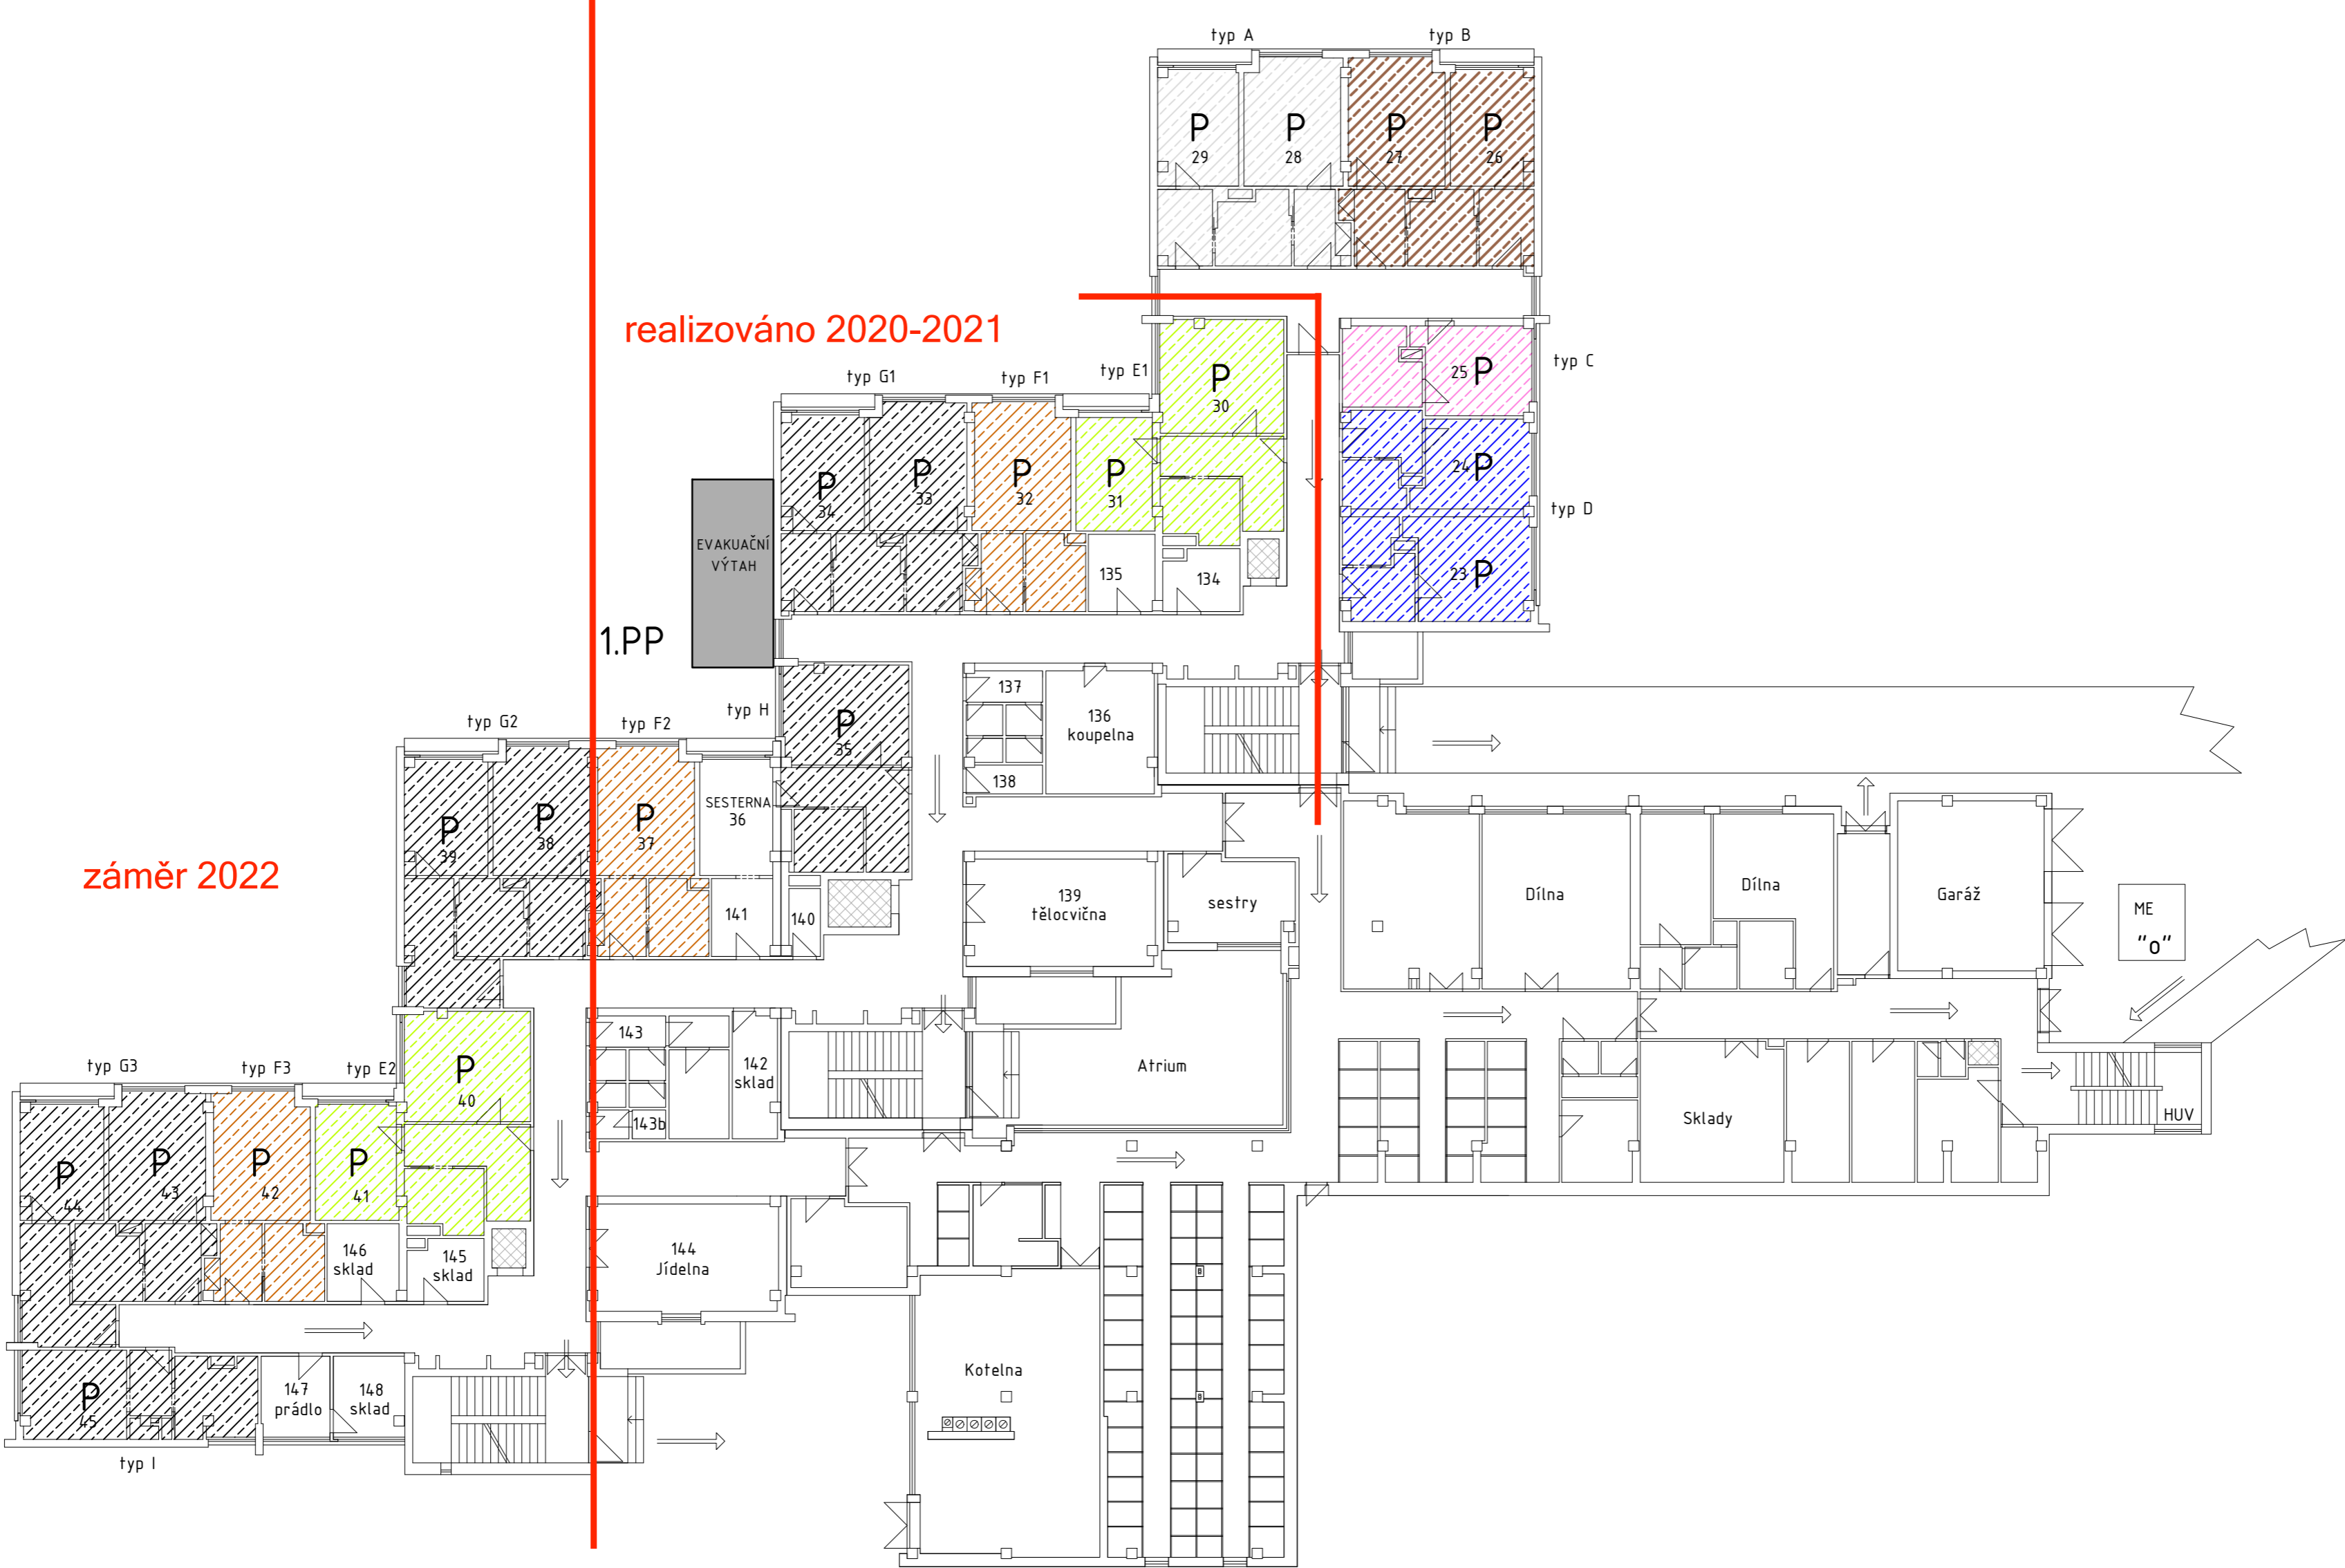 typ A
typ B
P
29
P
28
P
27
P
26
realizováno 2020-2021
typ G1
typ F1
typ E1
P
30
25 P
typ C
P
34
P
33
P
32
P
31
24 P
typ D
23 P
EVAKUAČNÍ
VÝTAH
135
134
1.PP
typ H
P
35
137
136
koupelna
138
typ G2
typ F2
P
39
P
38
P
37
SESTERNA
36
záměr 2022
141
140
139
tělocvična
sestry
Dílna
Dílna
Garáž
ME
"o"
typ G3
typ F3
typ E2
P
40
143
142
sklad
143b
Atrium
Sklady
HUV
P
44
P
43
P
42
P
41
146
sklad
145
sklad
144
Jídelna
P
45
147
prádlo
148
sklad
Kotelna
typ I